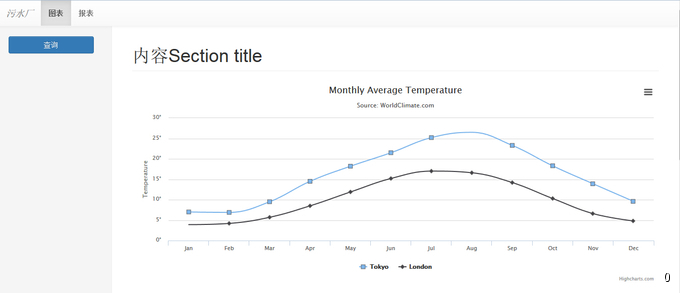 污水厂 图表 报表
查询
内容Section title
Monthly Average Temperature
Source: WorldClimate.com
Temperature
30°
25°
20°
15°
10°
5°
0°
Jan Feb Mar Apr May Jun Jul Aug Sep Oct Nov Dec
Tokyo London
Highcharts.com
0